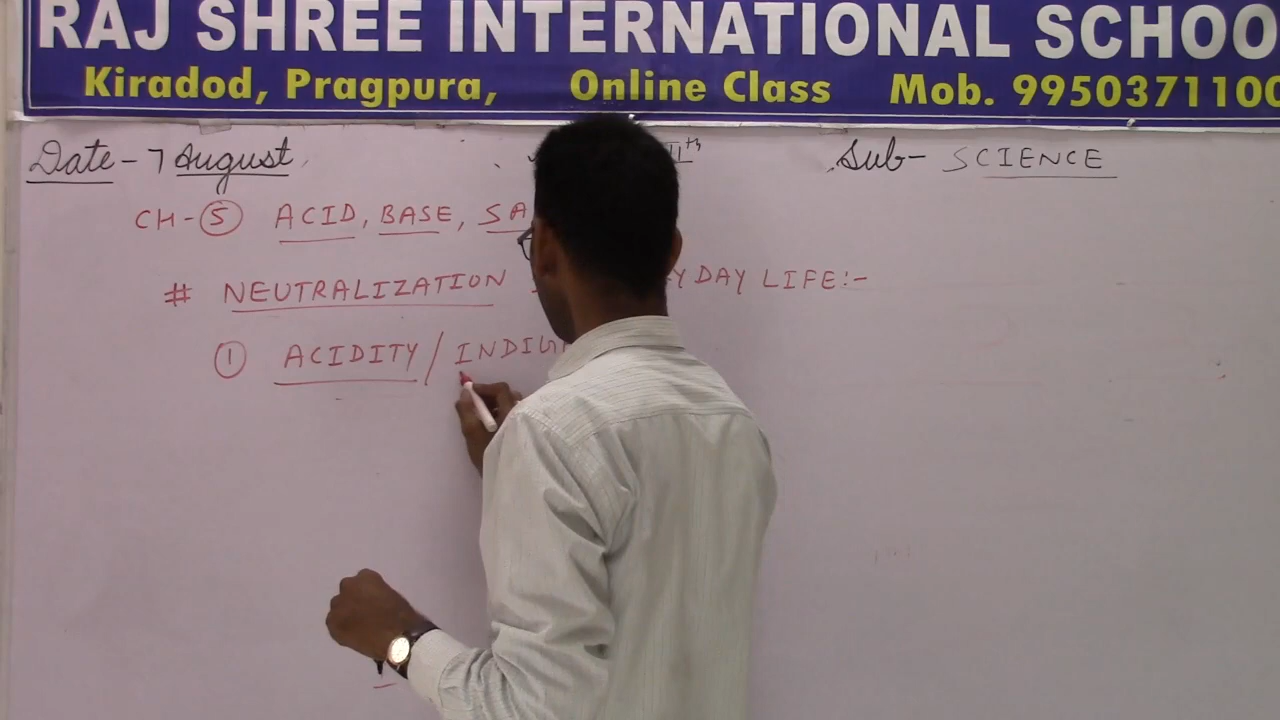 RAJ SHREE INTERNATIONAL SCHOO
Kiradod, Pragpura, Online Class Mob. 9950371100
Date - 7 August Sub- SCIENCE
CH-⑤ ACID, BASE, SA
# NEUTRALIZATION YDAY LIFE:-
① ACIDITY / INDIG